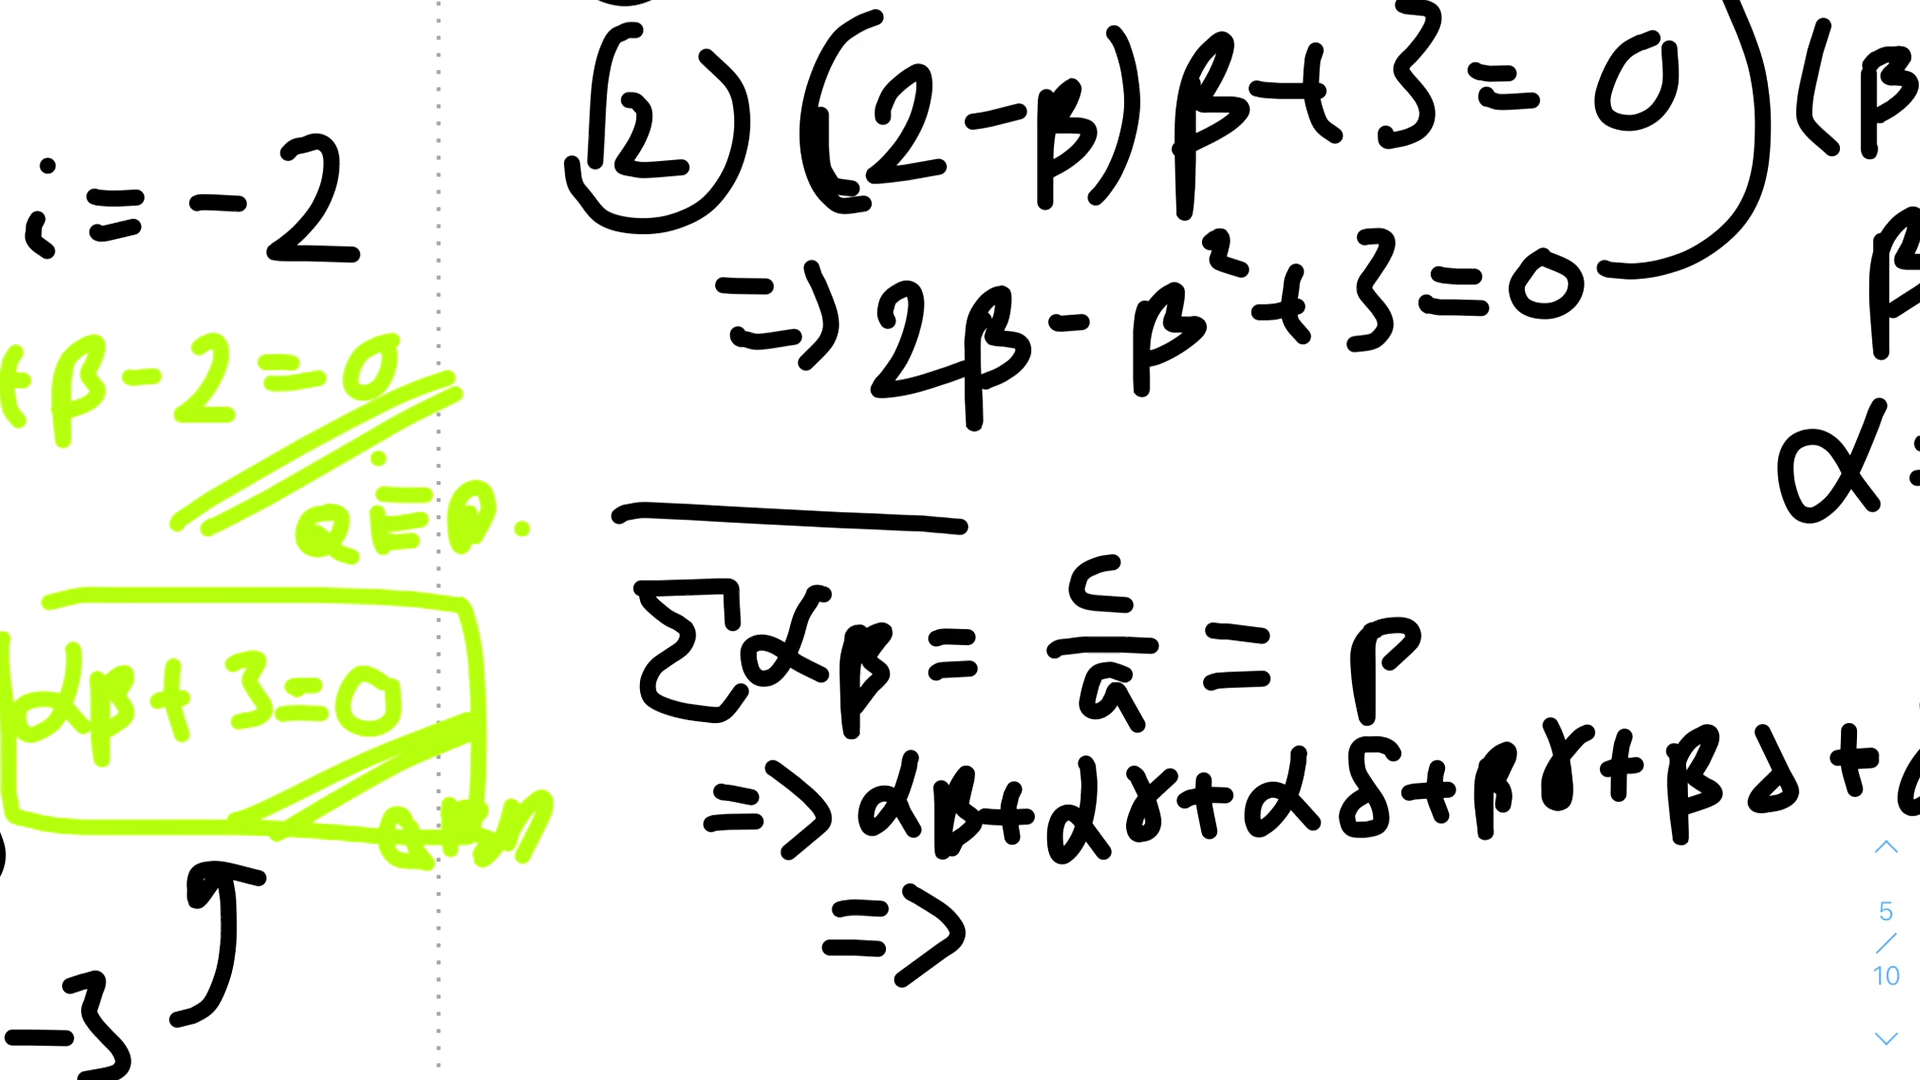 i = -2
+ β - 2 = 0
Q.E.D.
αβ + 3 = 0
-3
(2) (2 - β)β + 3 = 0
=> 2β - β² + 3 = 0
(β
β
α =
Σαβ = c/a = p
=> αβ + αγ + αδ + βγ + βδ +
=>
5
/
10